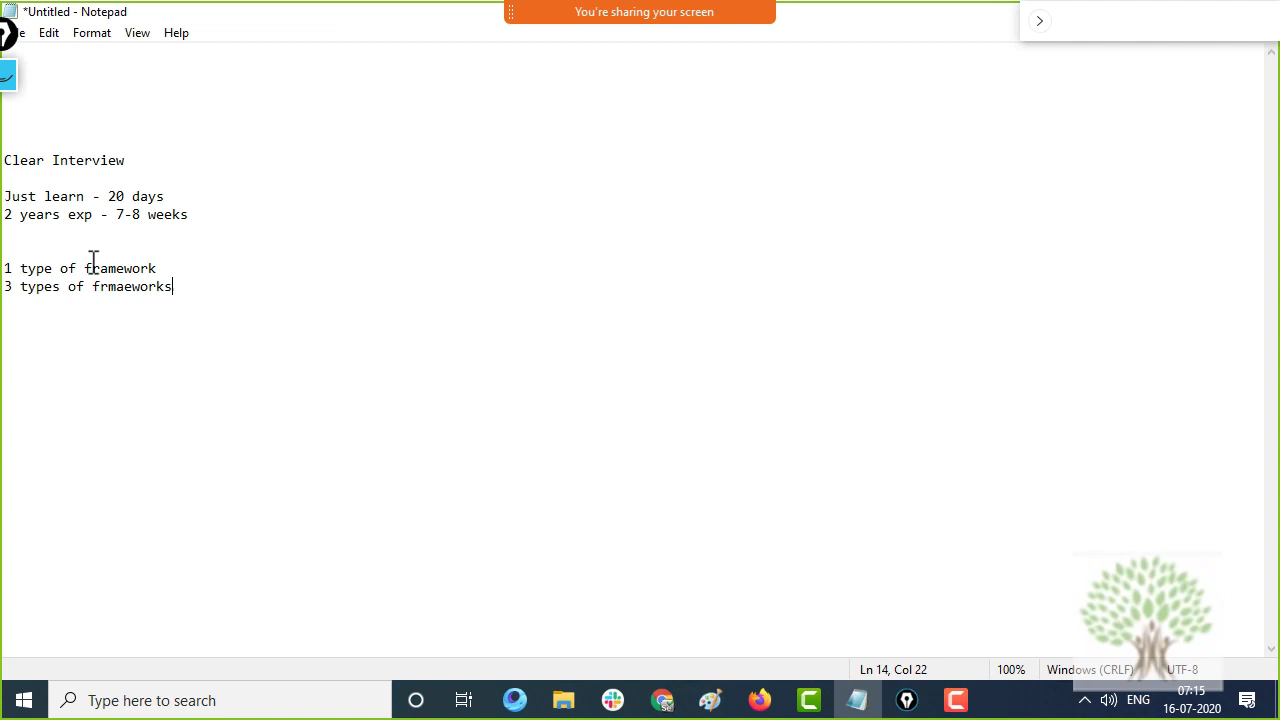 *Untitled - Notepad
You're sharing your screen
Edit Format View Help
Clear Interview
Just learn - 20 days
2 years exp - 7-8 weeks
1 type of framework
3 types of frmaeworks
Ln 14, Col 22 100% Windows (CRLF) UTF-8
Type here to search
ENG
07:15
16-07-2020